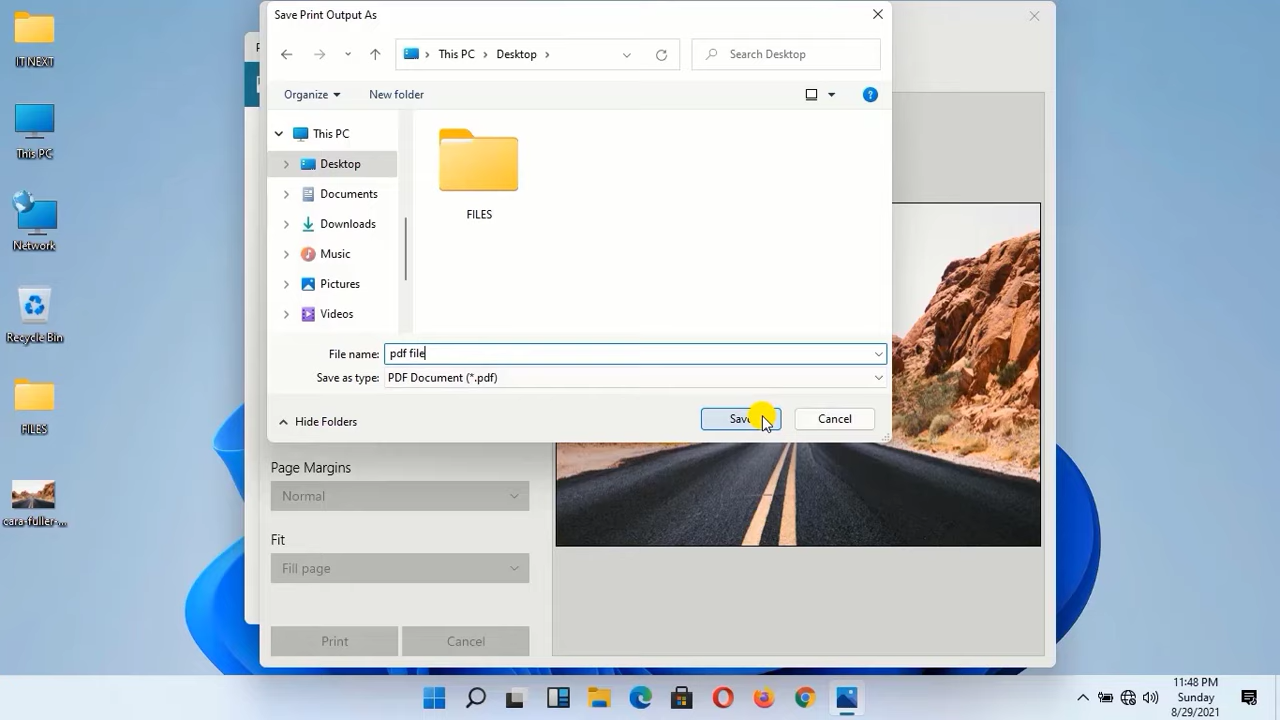 Save Print Output As
This PC
Desktop
Search Desktop
Organize
New folder
This PC
Desktop
Documents
Downloads
Music
Pictures
Videos
FILES
File name: pdf file
Save as type: PDF Document (*.pdf)
Hide Folders
Save
Cancel
Page Margins
Normal
Fit
Fill page
Print
Cancel
IT NEXT
This PC
Network
Recycle Bin
FILES
cara-fuller-...
11:48 PM
Sunday
8/29/2021